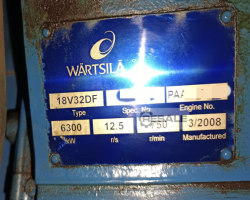 WÄRTSILÄ
18V32DF PAA
Type Spec. No Engine No.
6300 12.5 750 3/2008
kW r/s r/min Manufactured